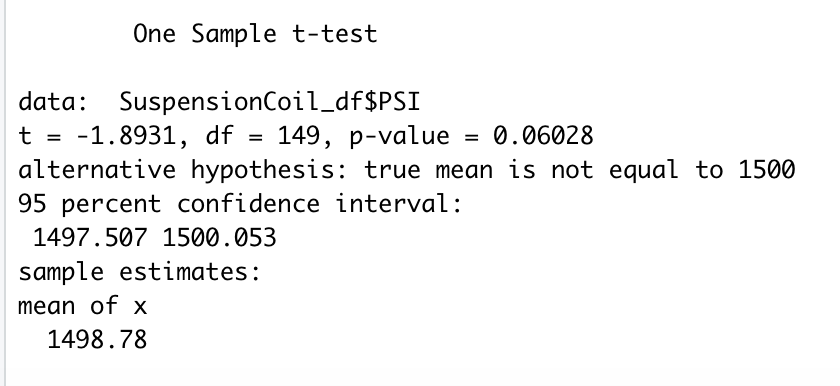 One Sample t-test
data:  SuspensionCoil_df$PSI
t = -1.8931, df = 149, p-value = 0.06028
alternative hypothesis: true mean is not equal to 1500
95 percent confidence interval:
1497.507 1500.053
sample estimates:
mean of x
1498.78